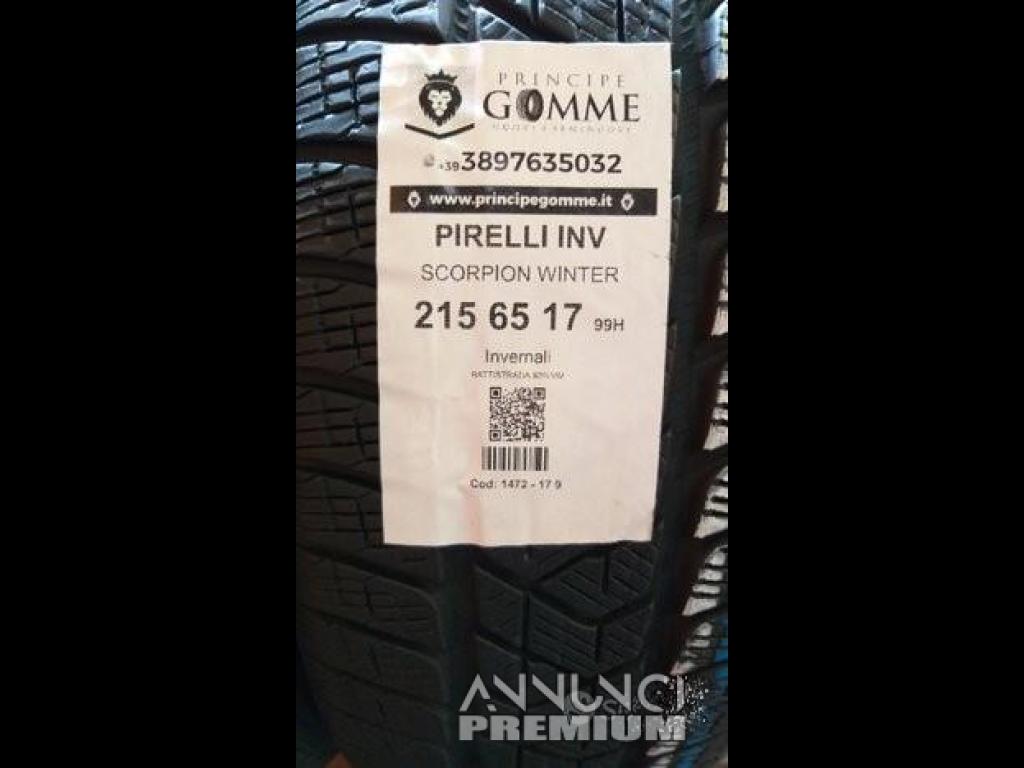 PRINCIPE
GOMME
+39 3897635032
www.principegomme.it
PIRELLI INV
SCORPION WINTER
215 65 17 99H
Invernali
Cod: 1472 - 17 9
ANNUNCI
PREMIUM